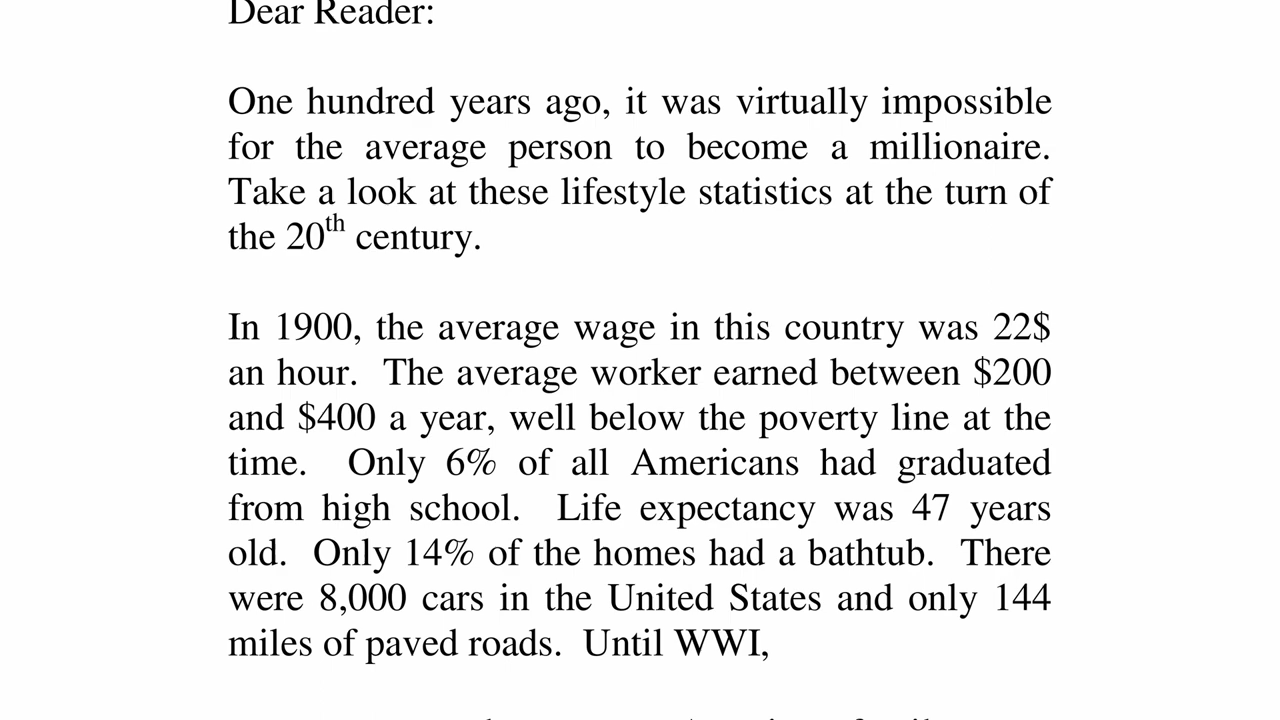 Dear Reader:
One hundred years ago, it was virtually impossible
for the average person to become a millionaire.
Take a look at these lifestyle statistics at the turn of
the 20th century.
In 1900, the average wage in this country was 22$
an hour. The average worker earned between $200
and $400 a year, well below the poverty line at the
time. Only 6% of all Americans had graduated
from high school. Life expectancy was 47 years
old. Only 14% of the homes had a bathtub. There
were 8,000 cars in the United States and only 144
miles of paved roads. Until WWI,